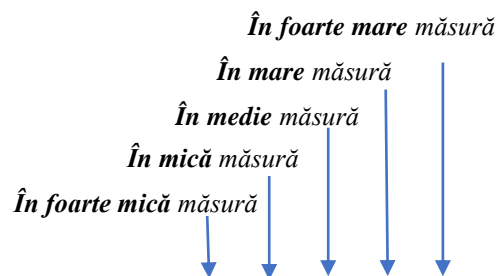 În foarte mare măsură
În mare măsură
În medie măsură
În mică măsură
În foarte mică măsură